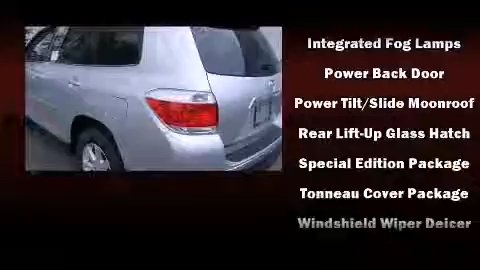 Integrated Fog Lamps
Power Back Door
Power Tilt/Slide Moonroof
Rear Lift-Up Glass Hatch
Special Edition Package
Tonneau Cover Package
Windshield Wiper Deicer